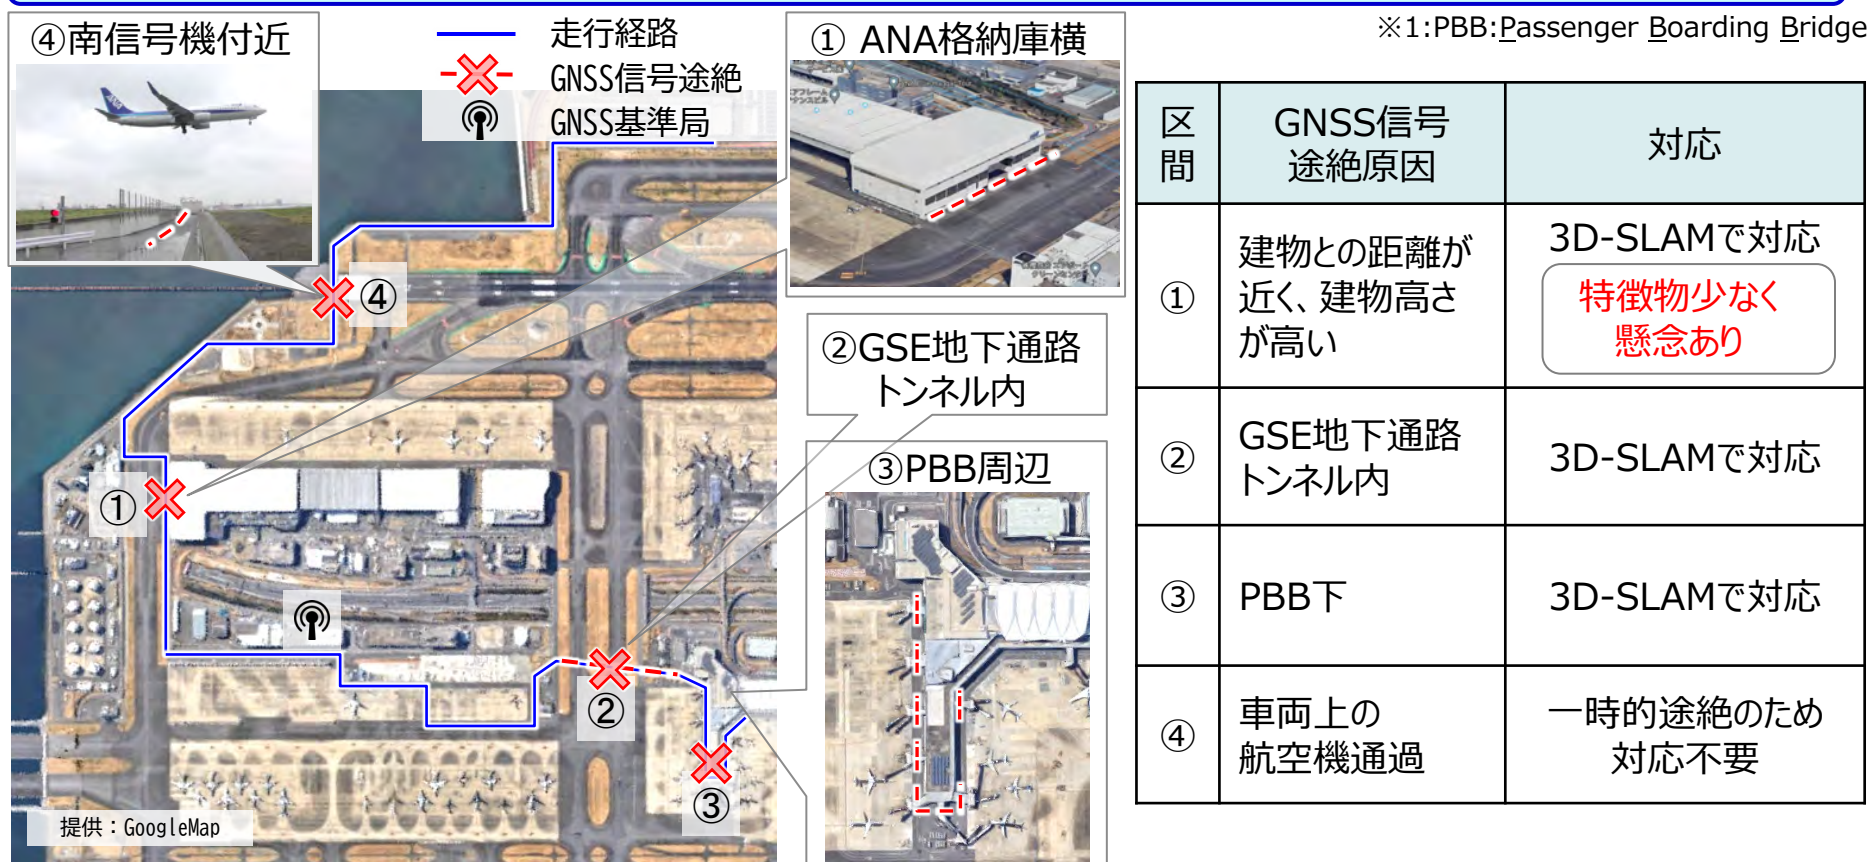 ※1:PBB:Passenger Boarding Bridge
④南信号機付近
走行経路
GNSS信号途絶
GNSS基準局
① ANA格納庫横
ANA
④
①
②
③
②GSE地下通路
トンネル内
③PBB周辺
提供：GoogleMap
区間
GNSS信号
途絶原因
対応
①
建物との距離が
近く、建物高さ
が高い
3D-SLAMで対応
特徴物少なく
懸念あり
②
GSE地下通路
トンネル内
3D-SLAMで対応
③
PBB下
3D-SLAMで対応
④
車両上の
航空機通過
一時的途絶のため
対応不要